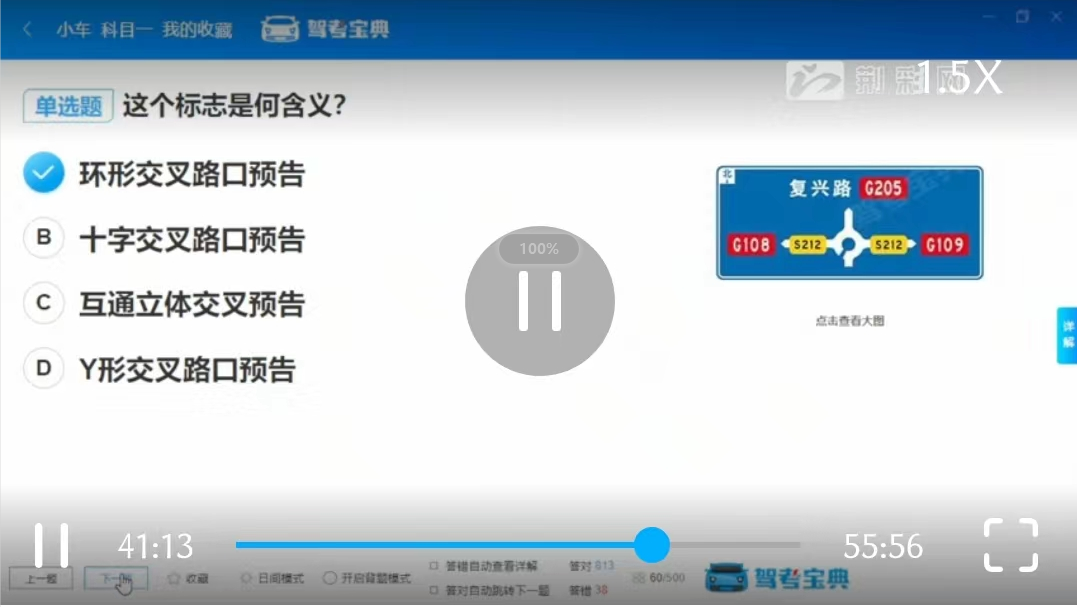 小车 科目一 我的收藏 驾考宝典
荆 彩 网 1.5X
单选题 这个标志是何含义?
环形交叉路口预告
B 十字交叉路口预告
C 互通立体交叉预告
D Y形交叉路口预告
北
复兴路 G205
G108 S212 S212 G109
点击查看大图
详解
100%
41:13 55:56
上一题 下一题 收藏 日间模式 开启背题模式
答错自动查看详解 答对 813
答对自动跳转下一题 答错 38
60/500
驾考宝典